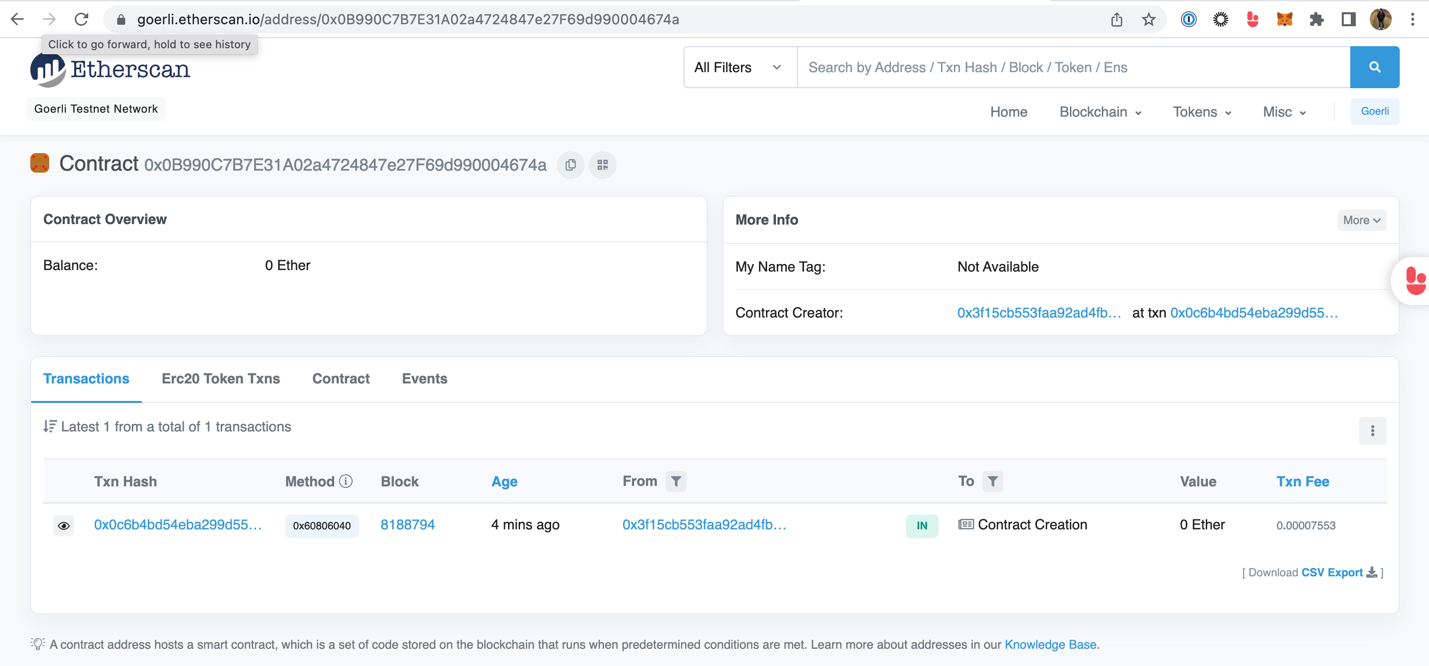 goerli.etherscan.io/address/0x0B990C7B7E31A02a4724847e27F69d990004674a
Click to go forward, hold to see history
Etherscan
All Filters
Search by Address / Txn Hash / Block / Token / Ens
Goerli Testnet Network
Home Blockchain Tokens Misc Goerli
Contract 0x0B990C7B7E31A02a4724847e27F69d990004674a
Contract Overview
Balance: 0 Ether
More Info More
My Name Tag: Not Available
Contract Creator: 0x3f15cb553faa92ad4fb... at txn 0x0c6b4bd54eba299d55...
Transactions Erc20 Token Txns Contract Events
Latest 1 from a total of 1 transactions
Txn Hash Method Block Age From To Value Txn Fee
0x0c6b4bd54eba299d55... 0x60806040 8188794 4 mins ago 0x3f15cb553faa92ad4fb... IN Contract Creation 0 Ether 0.00007553
[ Download CSV Export ]
A contract address hosts a smart contract, which is a set of code stored on the blockchain that runs when predetermined conditions are met. Learn more about addresses in our Knowledge Base.